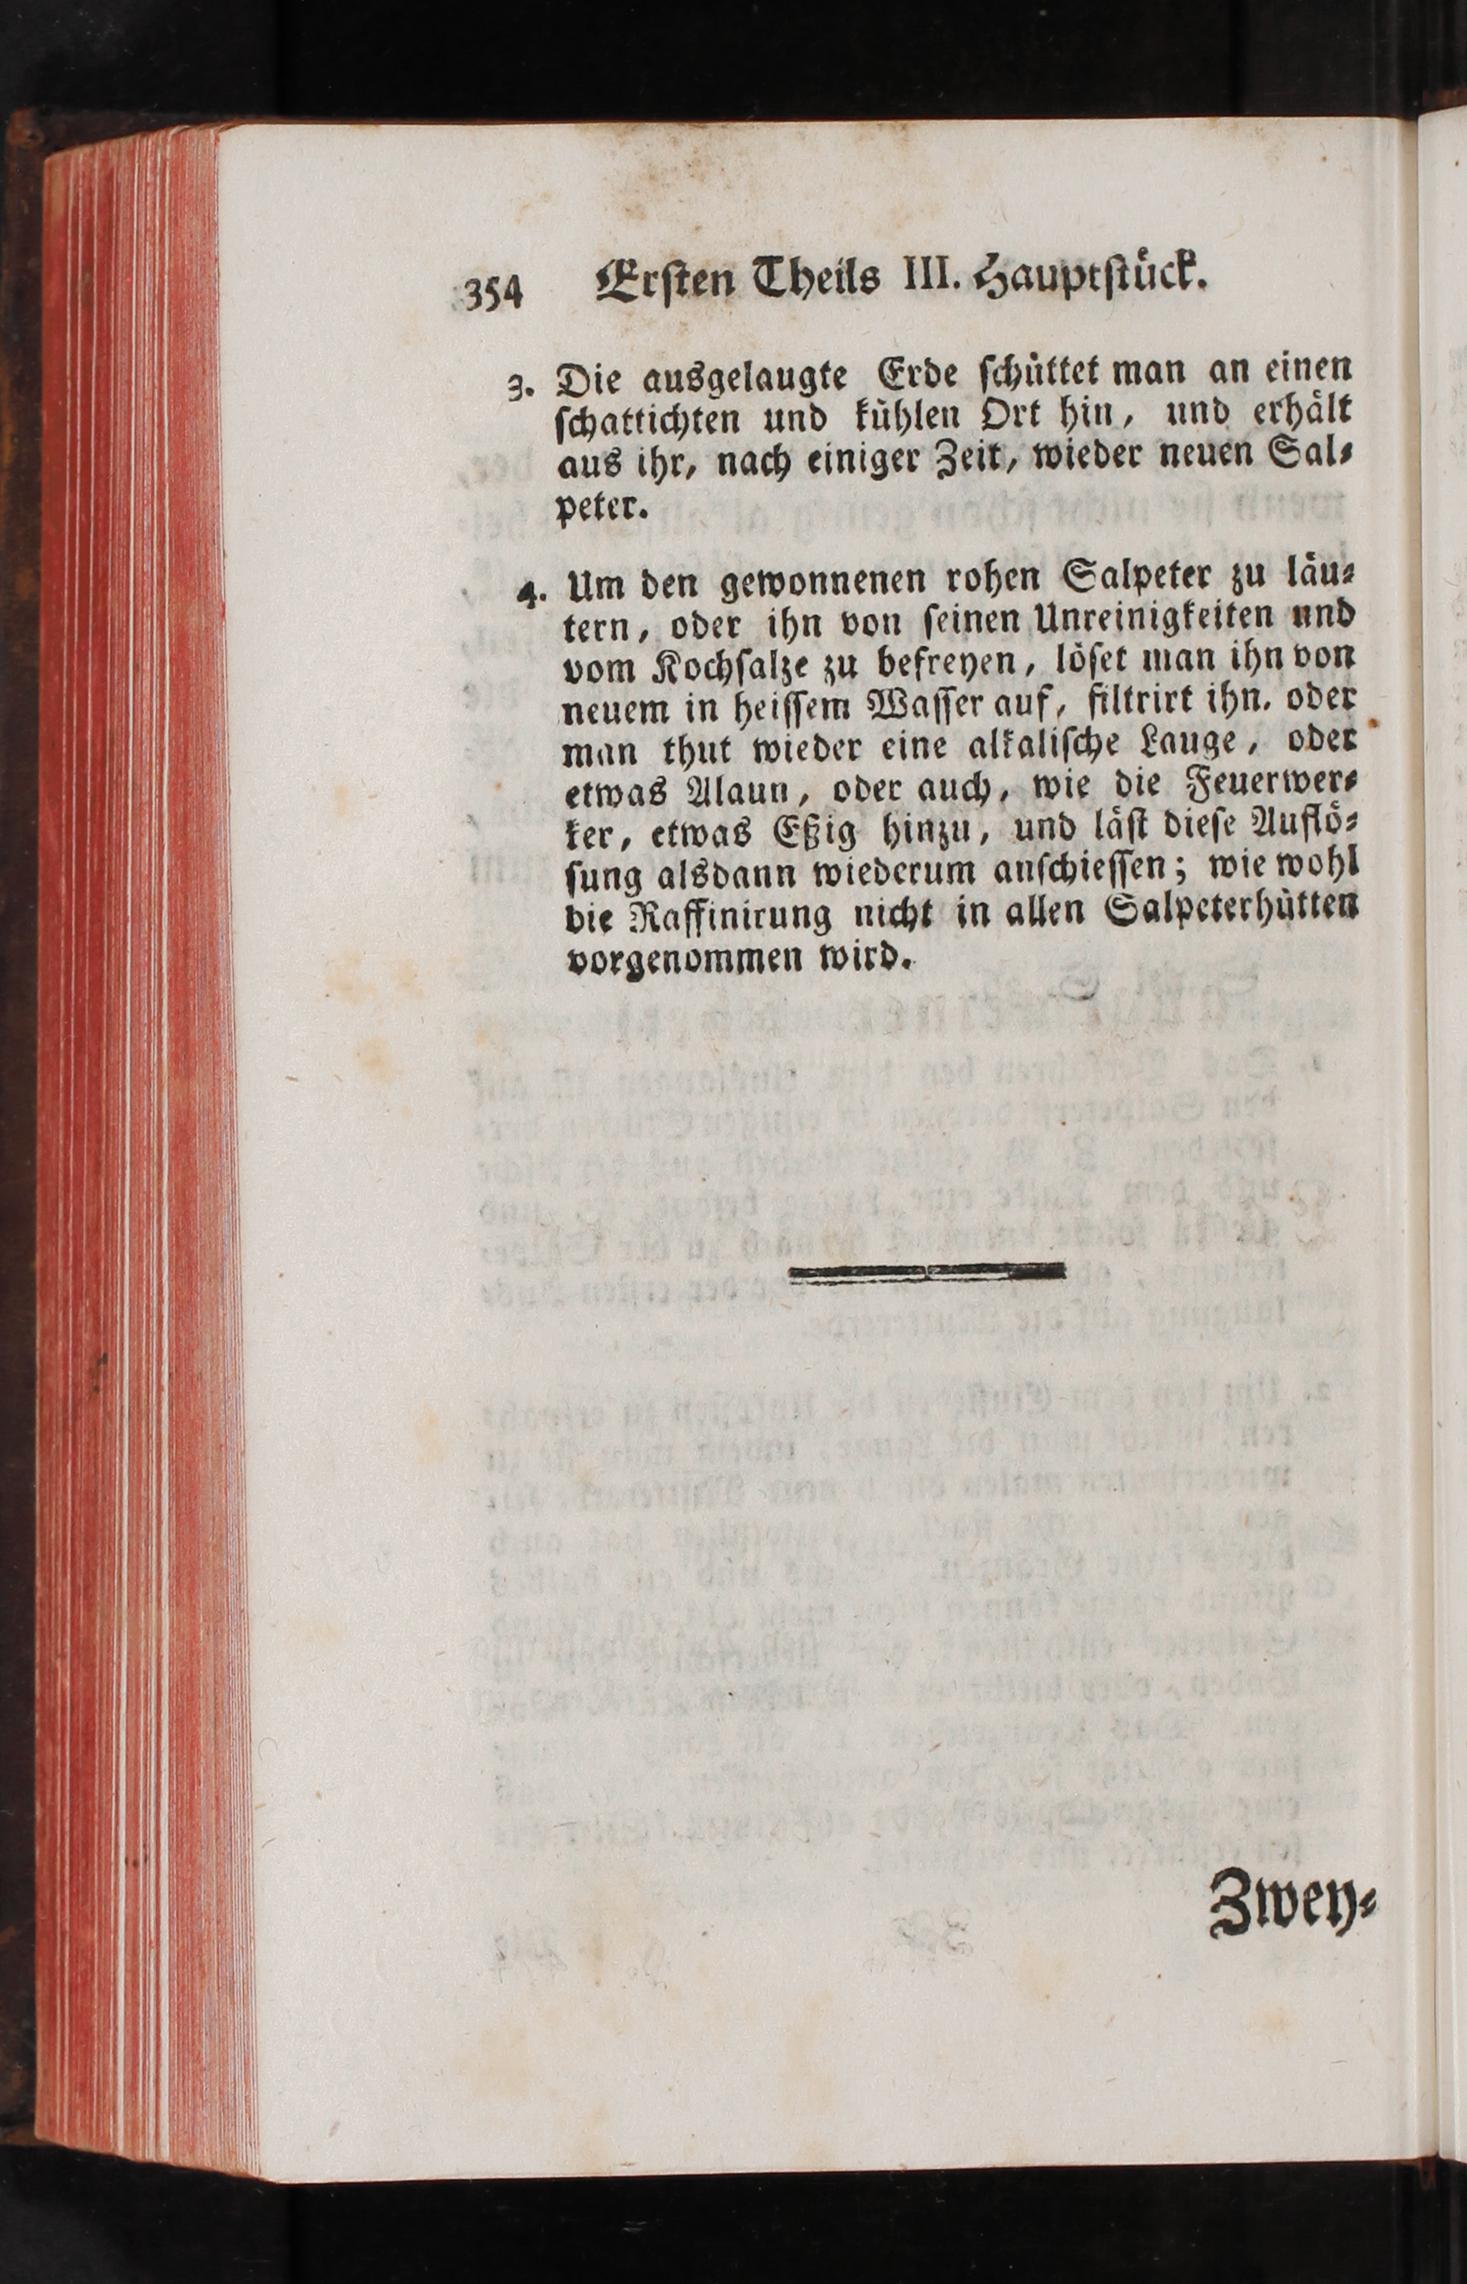 354 Erſten Theils III. Hauptſtück.
3. Die ausgelaugte Erde ſchüttet man an einen
ſchattichten und kühlen Ort hin, und erhält
aus ihr, nach einiger Zeit, wieder neuen Sal⸗
peter.
4. Um den gewonnenen rohen Salpeter zu läu⸗
tern, oder ihn von ſeinen Unreinigkeiten und
vom Kochſalze zu befreyen, löſet man ihn von
neuem in heiſſem Waſſer auf, filtrirt ihn. oder
man thut wieder eine alkaliſche Lauge, oder
etwas Alaun, oder auch, wie die Feuerwer⸗
ker, etwas Eßig hinzu, und läſt dieſe Auflö⸗
ſung alsdann wiederum anſchieſſen; wie wohl
die Raffinirung nicht in allen Salpeterhütten
vorgenommen wird.
Zwey⸗